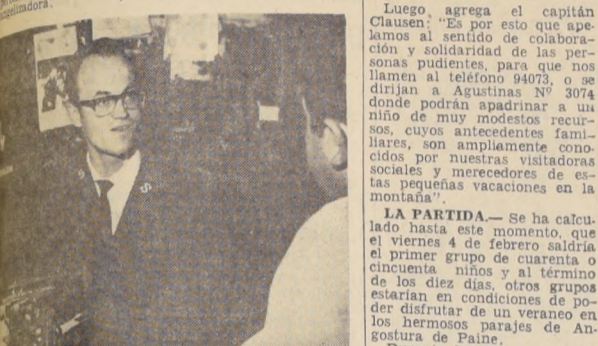 angelizadora.
Luego, agrega el capitán
Clausen: "Es por esto que ape-
lamos al sentido de colabora-
ción y solidaridad de las per-
sonas pudientes, para que nos
llamen al teléfono 94073, o se
dirijan a Agustinas Nº 3074
donde podrán apadrinar a un
niño de muy modestos recur-
sos, cuyos antecedentes fami-
liares, son ampliamente cono-
cidos por nuestras visitadoras
sociales y merecedores de es-
tas pequeñas vacaciones en la
montaña".
LA PARTIDA.— Se ha calcu-
lado hasta este momento, que
el viernes 4 de febrero saldría
el primer grupo de cuarenta o
cincuenta niños y al término
de los diez días, otros grupos
estarían en condiciones de po-
der disfrutar de un veraneo en
los hermosos parajes de An-
gostura de Paine.